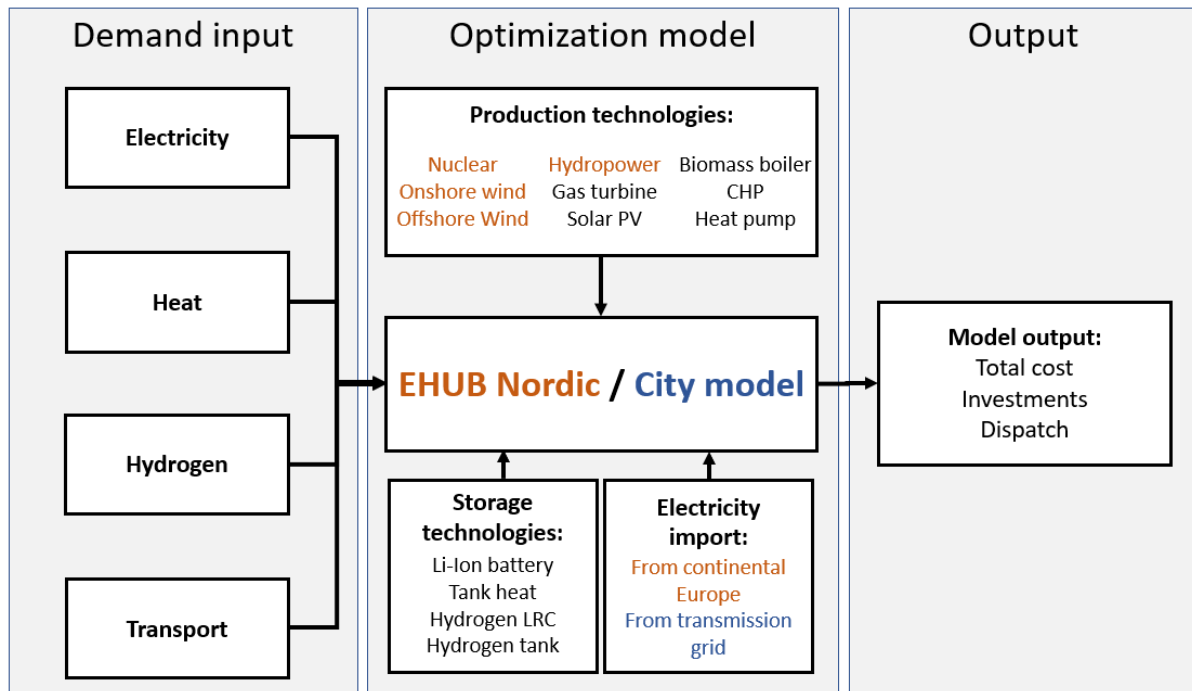 Demand input
Electricity
Heat
Hydrogen
Transport
Optimization model
Production technologies:
Nuclear Hydropower Biomass boiler
Onshore wind Gas turbine CHP
Offshore Wind Solar PV Heat pump
EHUB Nordic / City model
Storage
technologies:
Li-Ion battery
Tank heat
Hydrogen LRC
Hydrogen tank
Electricity
import:
From continental
Europe
From transmission
grid
Output
Model output:
Total cost
Investments
Dispatch